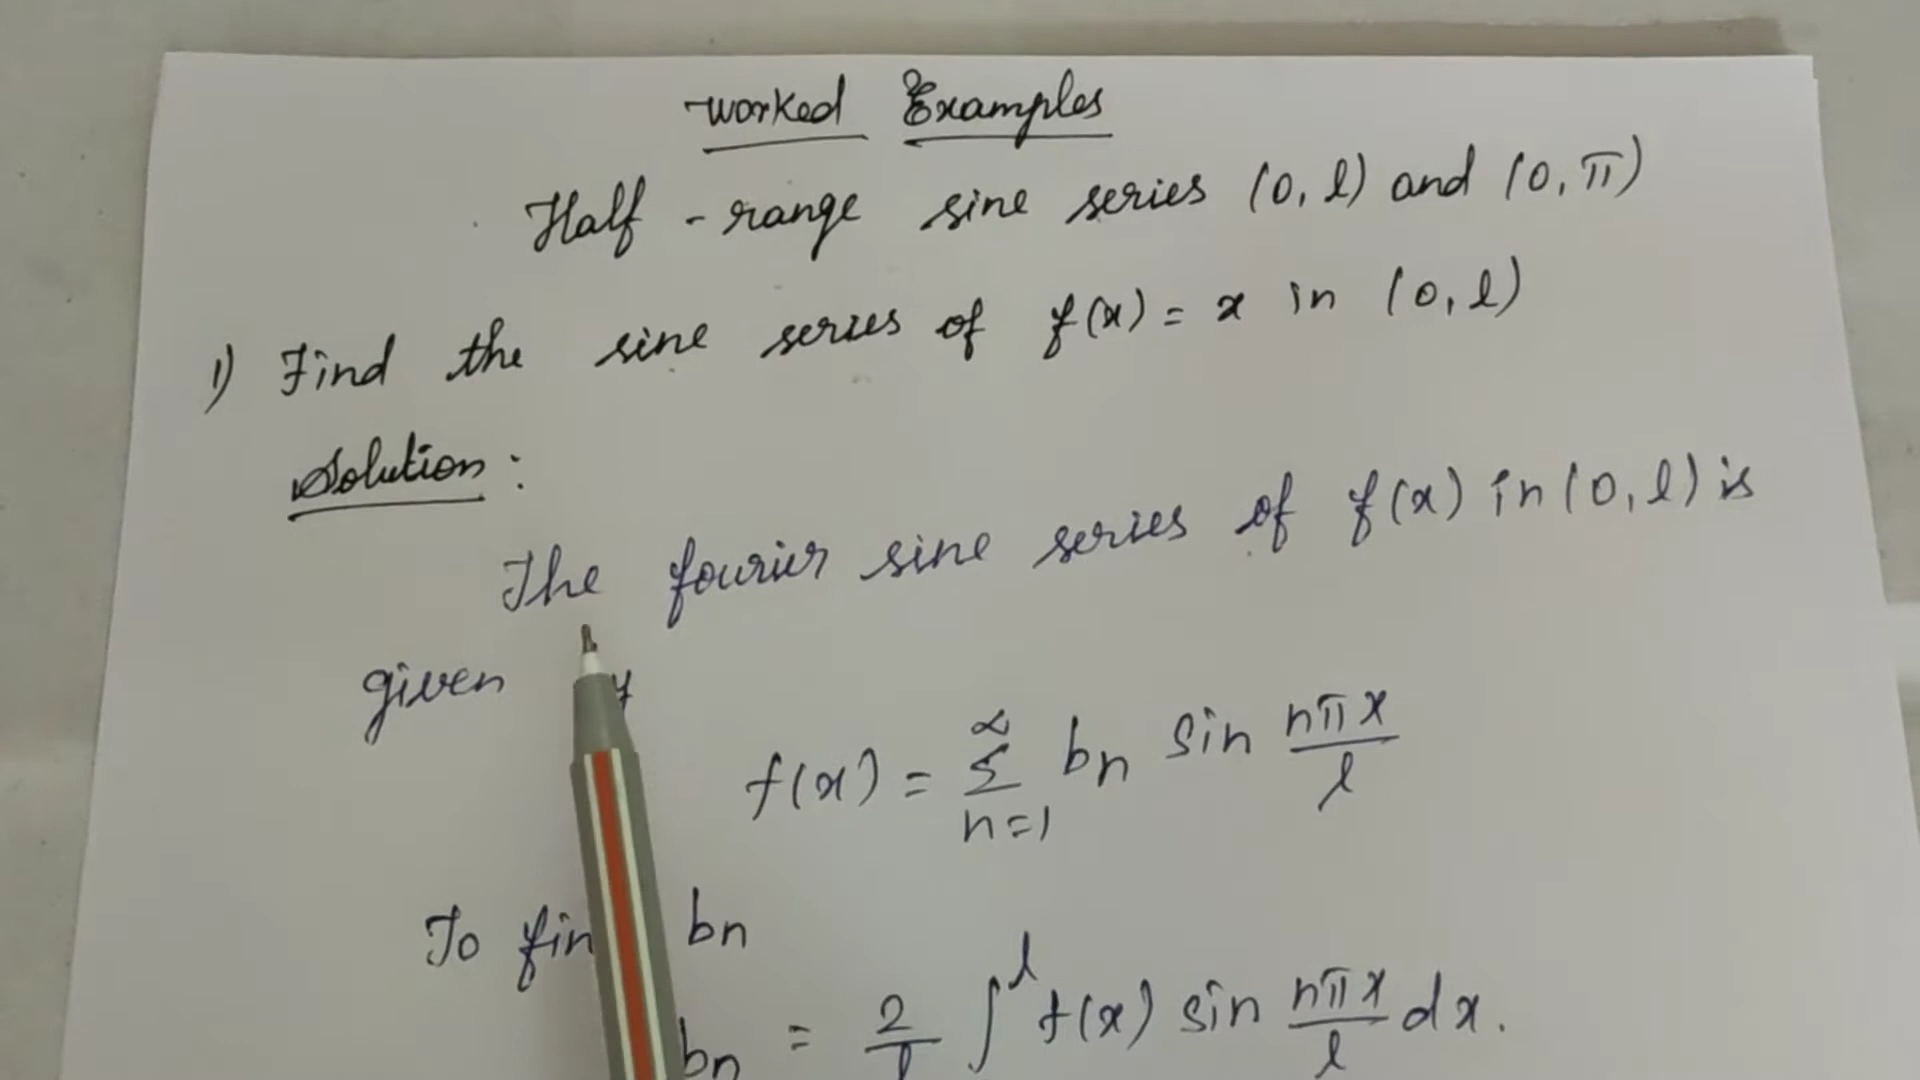 Worked Examples
Half-range sine series (0, l) and (0, π)
1) Find the sine series of f(x) = x in (0, l)
Solution:
The fourier sine series of f(x) in (0, l) is
given
f(x) = ∞ Σ n=1 bn sin nπx/l
To fin bn
bn = 2/l ∫ l f(x) sin nπx/l dx.